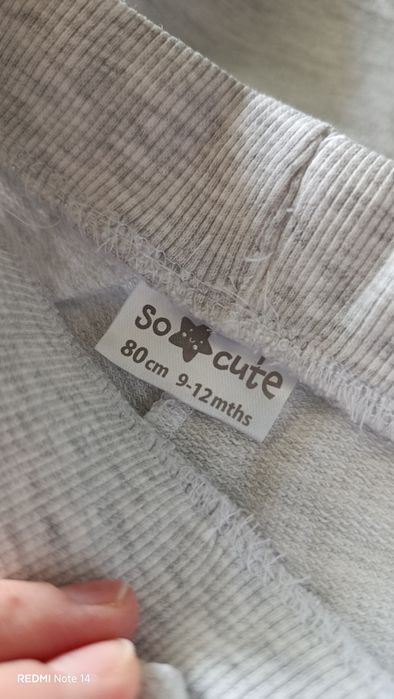 so cute
80cm 9-12mths
REDMI Note 14